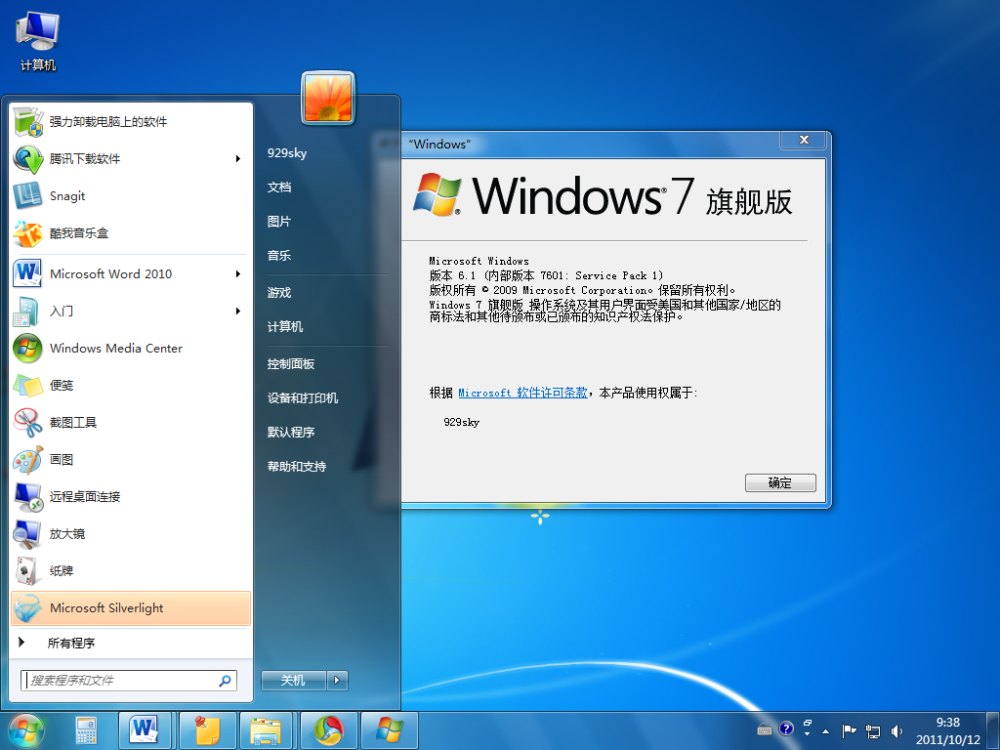 计算机
强力卸载电脑上的软件
腾讯下载软件
Snagit
酷我音乐盒
Microsoft Word 2010
入门
Windows Media Center
便笺
截图工具
画图
远程桌面连接
放大镜
纸牌
Microsoft Silverlight
所有程序
搜索程序和文件
929sky
文档
图片
音乐
游戏
计算机
控制面板
设备和打印机
默认程序
帮助和支持
关机
"Windows"
Windows® 7 旗舰版
Microsoft Windows
版本 6.1 (内部版本 7601: Service Pack 1)
版权所有 © 2009 Microsoft Corporation。保留所有权利。
Windows 7 旗舰版 操作系统及其用户界面受美国和其他国家/地区的
商标法和其他待颁布或已颁布的知识产权法保护。
根据 Microsoft 软件许可条款，本产品使用权属于:
929sky
确定
9:38
2011/10/12